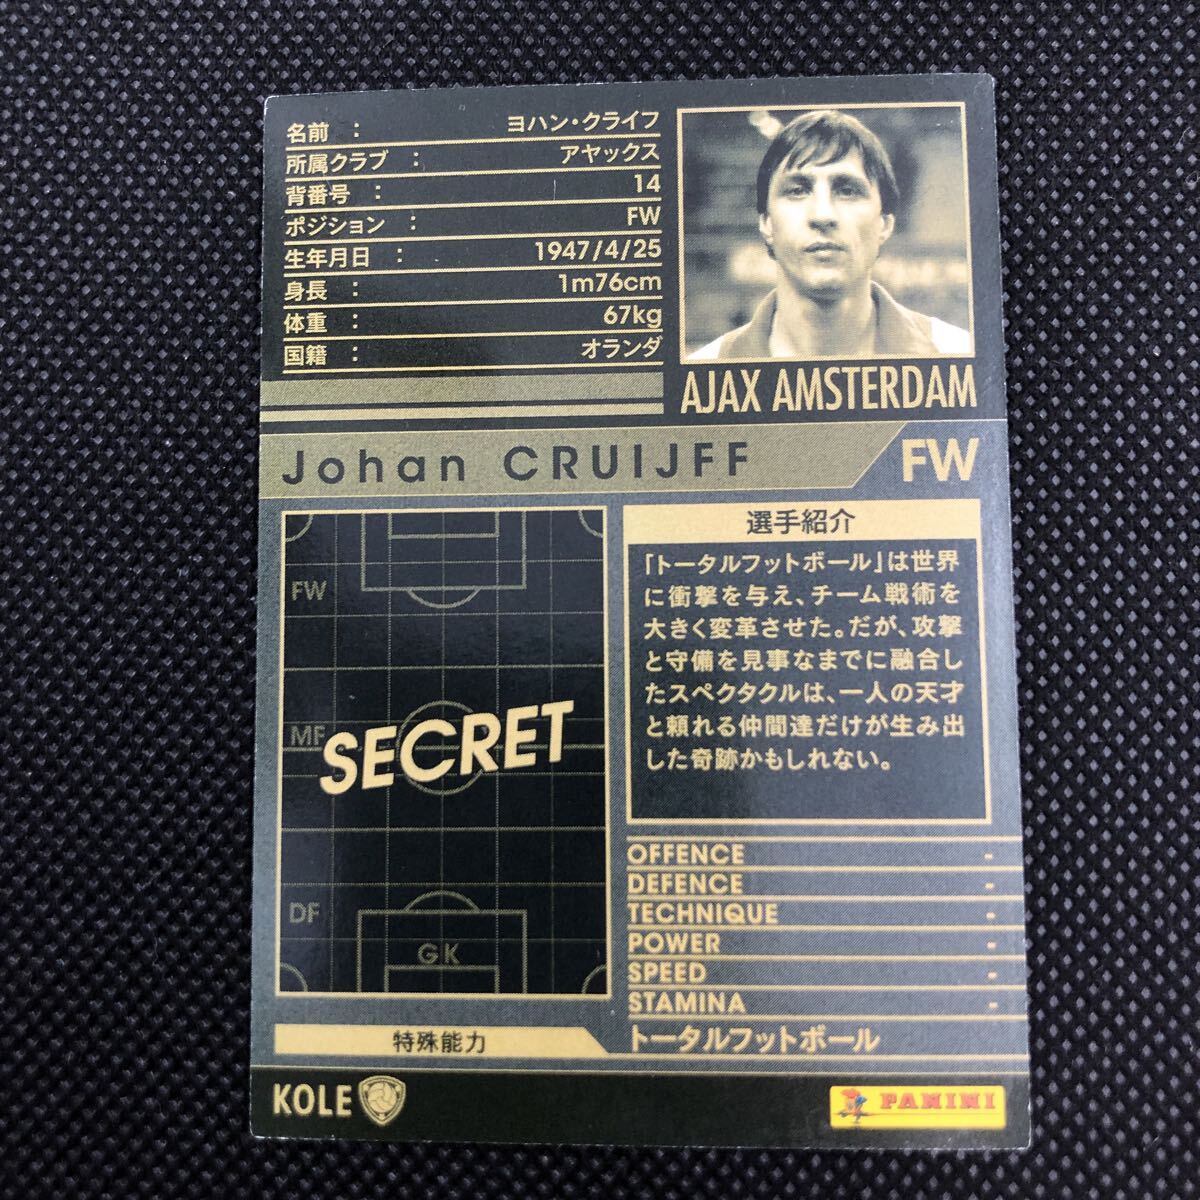 名前 : ヨハン・クライフ
所属クラブ : アヤックス
背番号 : 14
ポジション : FW
生年月日 : 1947/4/25
身長 : 1m76cm
体重 : 67kg
国籍 : オランダ
AJAX AMSTERDAM
Johan CRUIJFF
FW
FW
MF
SECRET
DF
GK
選手紹介
「トータルフットボール」は世界
に衝撃を与え、チーム戦術を
大きく変革させた。だが、攻撃
と守備を見事なまでに融合し
たスペクタクルは、一人の天才
と頼れる仲間達だけが生み出
した奇跡かもしれない。
OFFENCE -
DEFENCE -
TECHNIQUE -
POWER -
SPEED -
STAMINA -
特殊能力
トータルフットボール
KOLE
PANINI